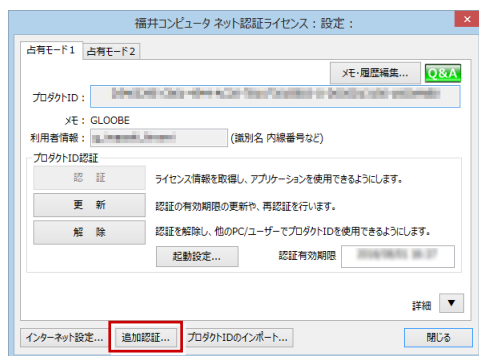 福井コンピュータ ネット認証ライセンス：設定：
占有モード1 占有モード2
メモ・履歴編集... Q&A
プロダクトID：
メモ： GLOOBE
利用者情報： (識別名 内線番号など)
プロダクトID認証
認　証 ライセンス情報を取得し、アプリケーションを使用できるようにします。
更　新 認証の有効期限の更新や、再認証を行います。
解　除 認証を解除し、他のPC/ユーザーでプロダクトIDを使用できるようにします。
起動設定... 認証有効期限
詳細 ▼
インターネット設定... 追加認証... プロダクトIDのインポート... 閉じる